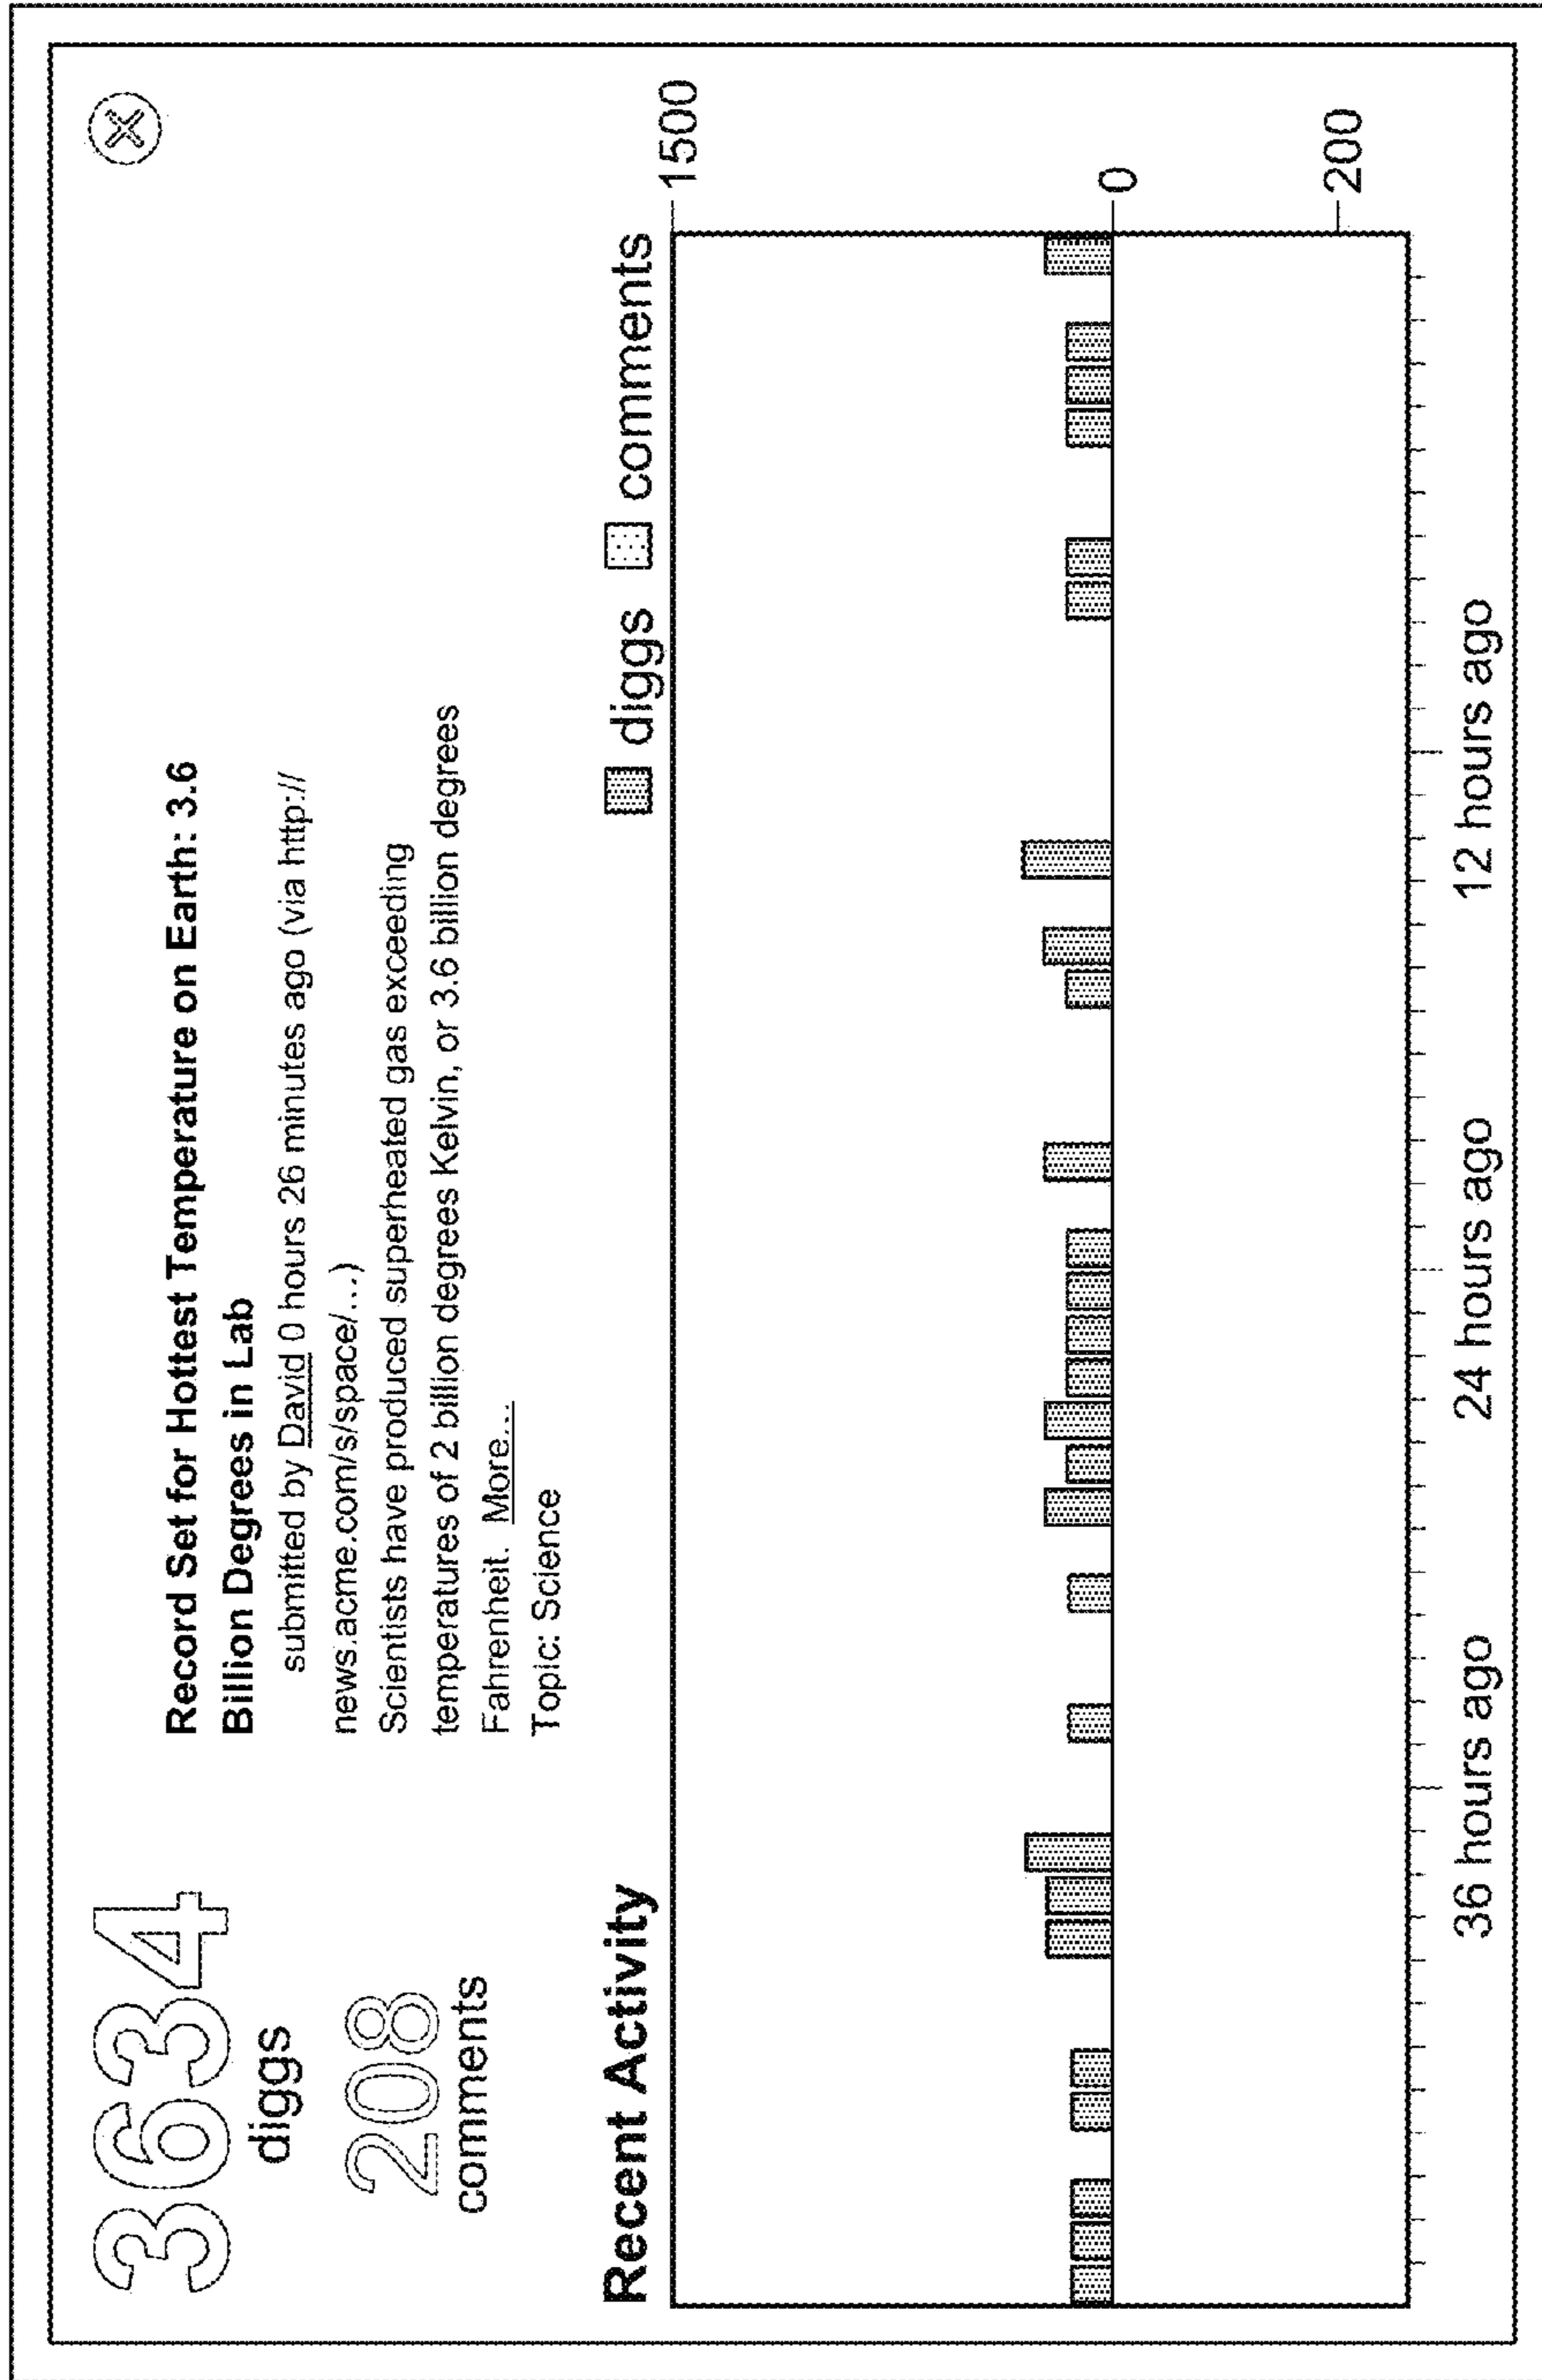 3634
diggs
208
comments
Record Set for Hottest Temperature on Earth: 3.6
Billion Degrees in Lab
submitted by David 0 hours 26 minutes ago (via http://
news.acme.com/s/space/...)
Scientists have produced superheated gas exceeding
temperatures of 2 billion degrees Kelvin, or 3.6 billion degrees
Fahrenheit. More...
Topic: Science
Recent Activity
diggs comments
1500
0
200
36 hours ago 24 hours ago 12 hours ago